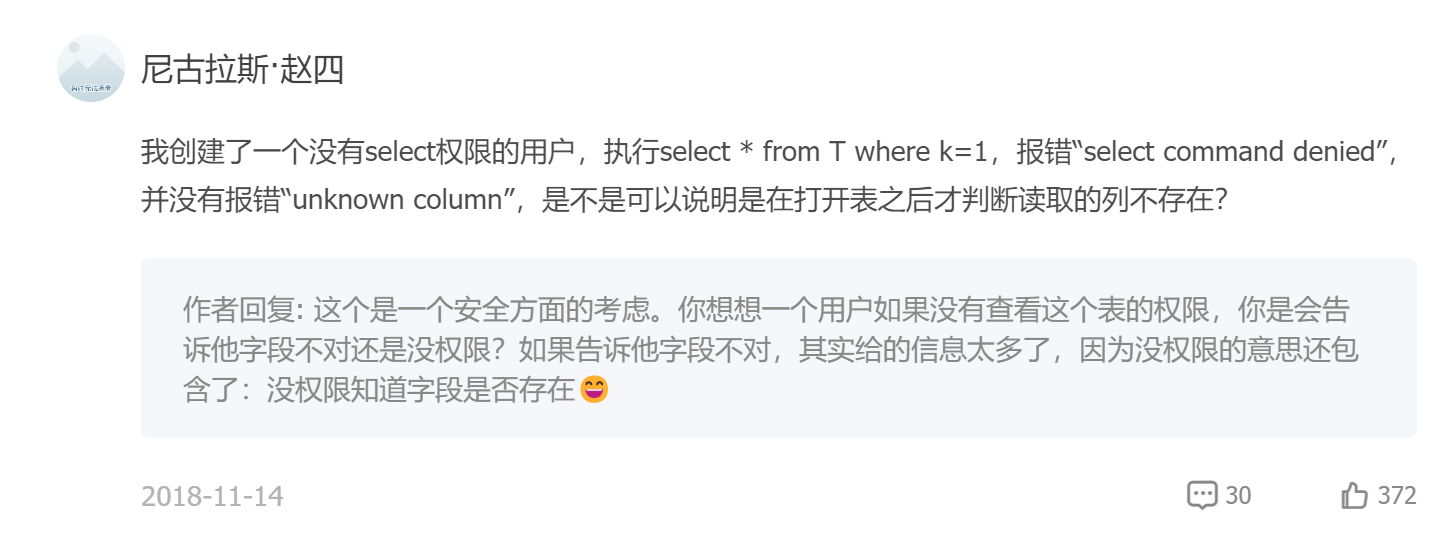 尼古拉斯·赵四
我创建了一个没有select权限的用户，执行select * from T where k=1，报错“select command denied”，
并没有报错“unknown column”，是不是可以说明是在打开表之后才判断读取的列不存在？
作者回复: 这个是一个安全方面的考虑。你想想一个用户如果没有查看这个表的权限，你是会告
诉他字段不对还是没权限？如果告诉他字段不对，其实给的信息太多了，因为没权限的意思还包
含了：没权限知道字段是否存在😄
2018-11-14
30
372